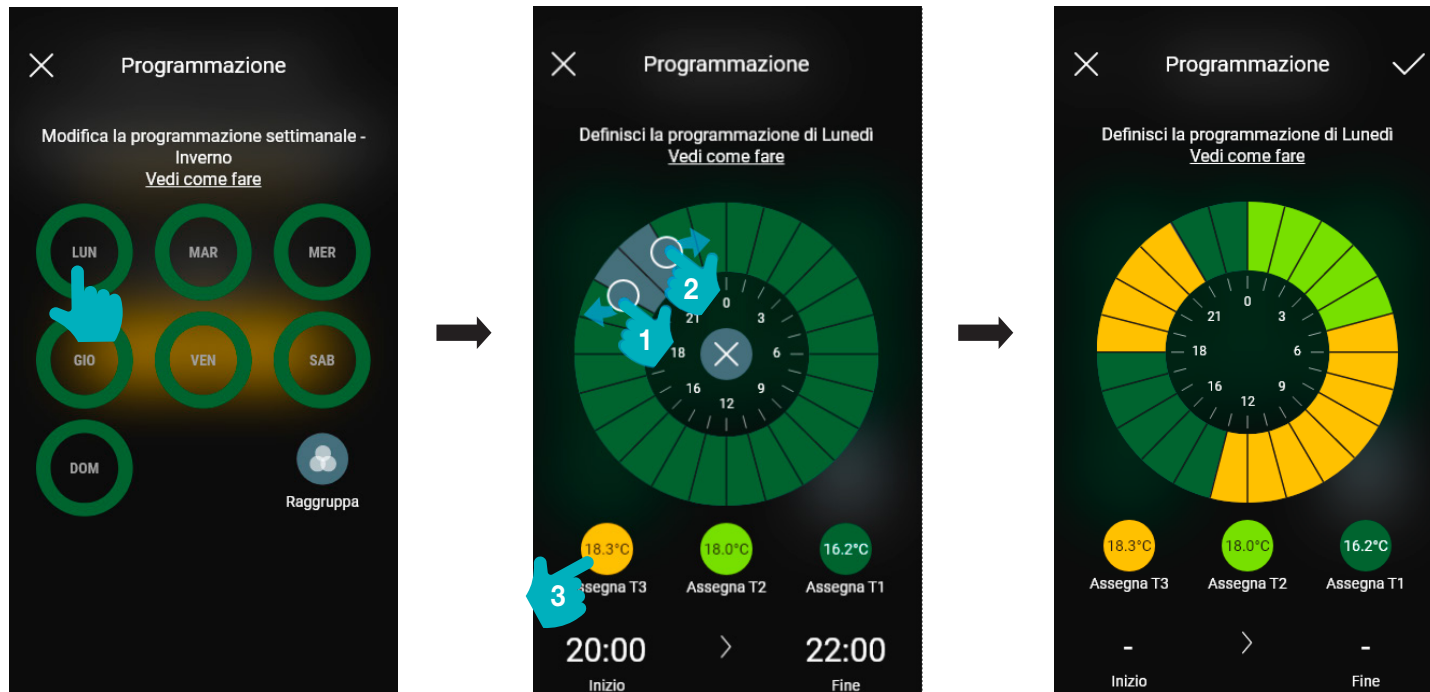 Programmazione
Modifica la programmazione settimanale -
Inverno
Vedi come fare
LUN
MAR
MER
GIO
VEN
SAB
DOM
Raggruppa
Programmazione
Definisci la programmazione di Lunedì
Vedi come fare
0
3
6
9
12
16
18
21
1
2
18.3°C
18.0°C
16.2°C
3
ssegna T3
Assegna T2
Assegna T1
20:00
22:00
Inizio
Fine
Programmazione
Definisci la programmazione di Lunedì
Vedi come fare
0
3
6
9
12
16
18
21
18.3°C
18.0°C
16.2°C
Assegna T3
Assegna T2
Assegna T1
-
-
Inizio
Fine